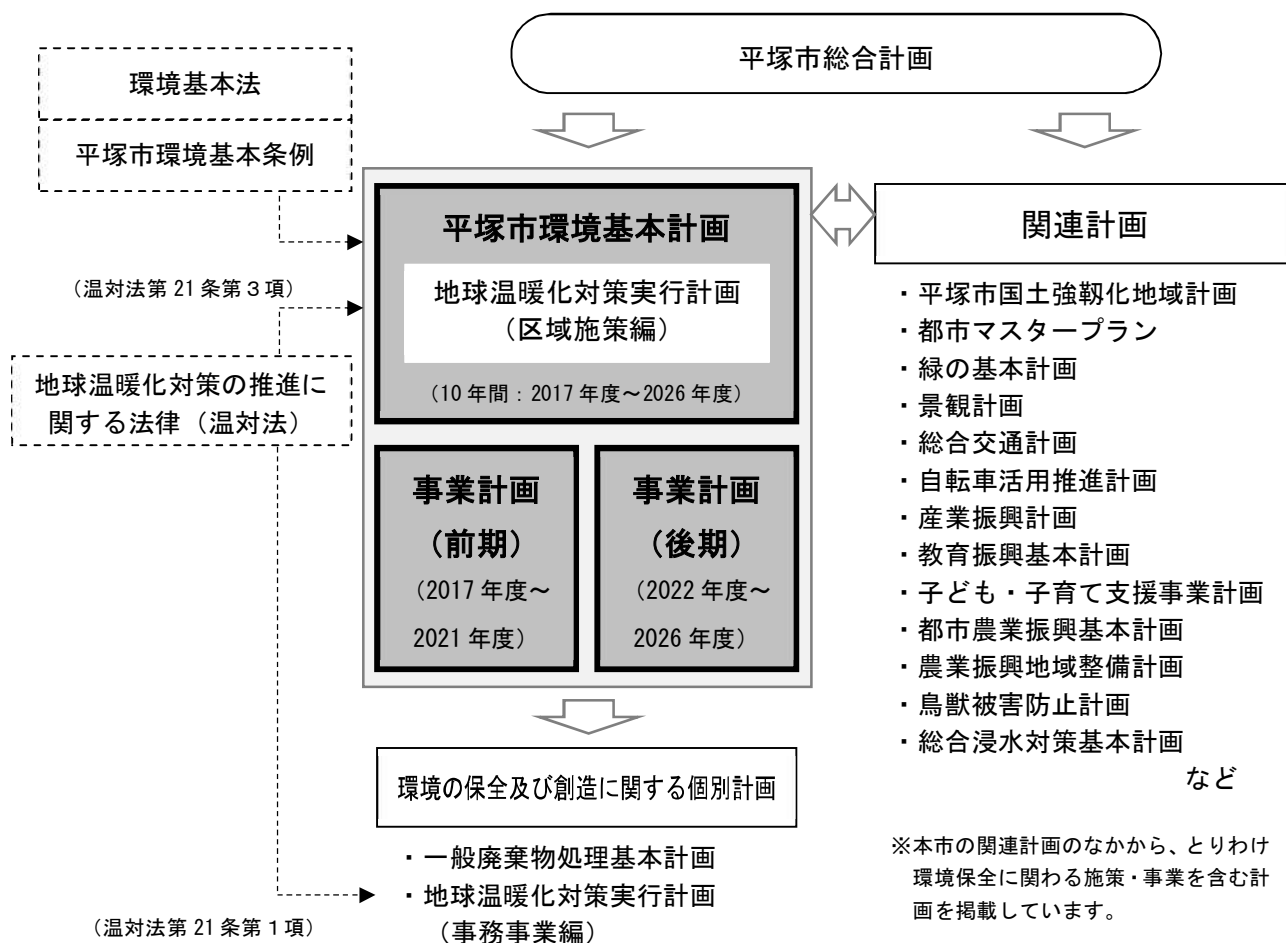 平塚市総合計画
環境基本法
平塚市環境基本条例
平塚市環境基本計画
地球温暖化対策実行計画
（区域施策編）
（10年間：2017年度～2026年度）
（温対法第21条第３項）
地球温暖化対策の推進に
関する法律（温対法）
事業計画
（前期）
（2017年度～
2021年度）
事業計画
（後期）
（2022年度～
2026年度）
環境の保全及び創造に関する個別計画
・一般廃棄物処理基本計画
・地球温暖化対策実行計画
（事務事業編）
（温対法第21条第１項）
関連計画
・平塚市国土強靱化地域計画
・都市マスタープラン
・緑の基本計画
・景観計画
・総合交通計画
・自転車活用推進計画
・産業振興計画
・教育振興基本計画
・子ども・子育て支援事業計画
・都市農業振興基本計画
・農業振興地域整備計画
・鳥獣被害防止計画
・総合浸水対策基本計画
など
※本市の関連計画のなかから、とりわけ
環境保全に関わる施策・事業を含む計
画を掲載しています。